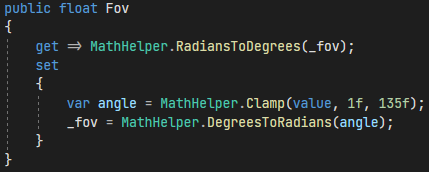 public float Fov
{
    get => MathHelper.RadiansToDegrees(_fov);
    set
    {
        var angle = MathHelper.Clamp(value, 1f, 135f);
        _fov = MathHelper.DegreesToRadians(angle);
    }
}